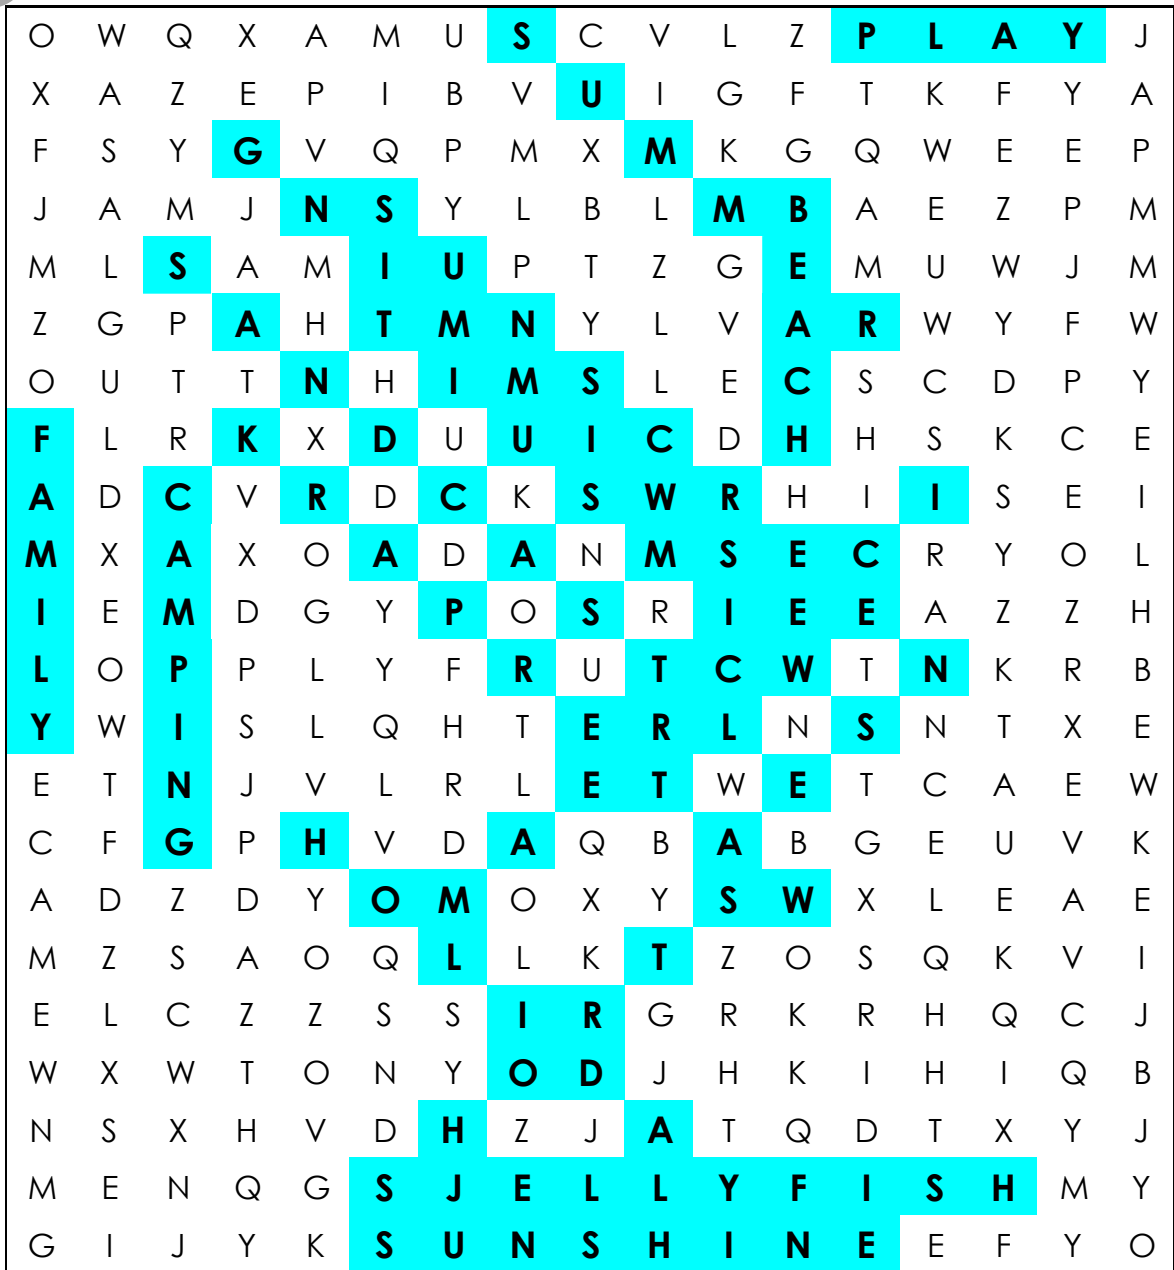 O W Q X A M U S C V L Z P L A Y J
X A Z E P I B V U I G F T K F Y A
F S Y G V Q P M X M K G Q W E E P
J A M J N S Y L B L M B A E Z P M
M L S A M I U P T Z G E M U W J M
Z G P A H T M N Y L V A R W Y F W
O U T T N H I M S L E C S C D P Y
F L R K X D U U I C D H H S K C E
A D C V R D C K S W R H I I S E I
M X A X O A D A N M S E C R Y O L
I E M D G Y P O S R I E E A Z Z H
L O P P L Y F R U T C W T N K R B
Y W I S L Q H T E R L N S N T X E
E T N J V L R L E T W E T C A E W
C F G P H V D A Q B A B G E U V K
A D Z D Y O M O X Y S W X L E A E
M Z S A O Q L L K T Z O S Q K V I
E L C Z Z S S I R G R K R H Q C J
W X W T O N Y O D J H K I H I Q B
N S X H V D H Z J A T Q D T X Y J
M E N Q G S J E L L Y F I S H M Y
G I J Y K S U N S H I N E E F Y O